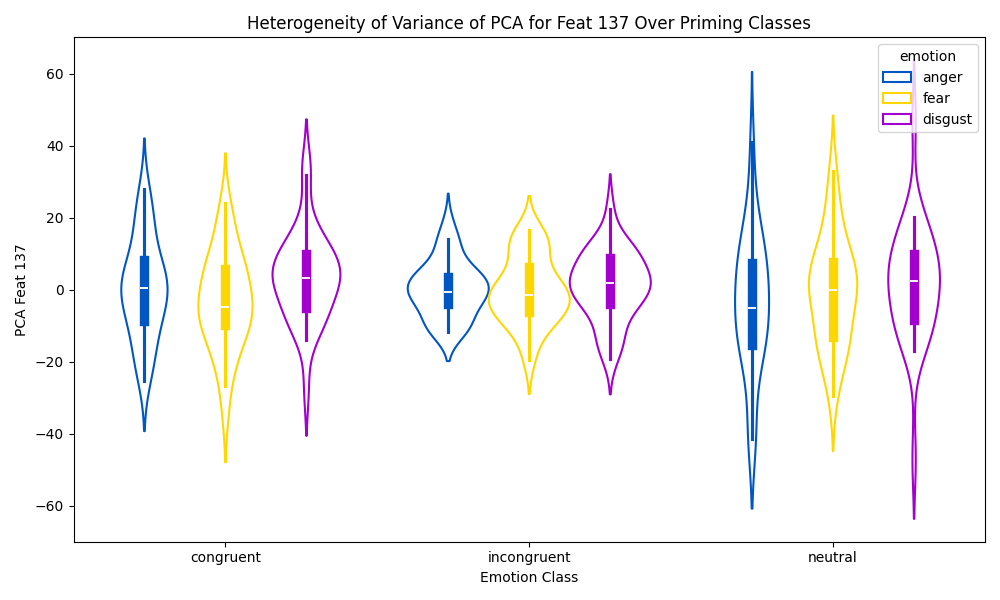 Heterogeneity of Variance of PCA for Feat 137 Over Priming Classes
emotion
anger
fear
disgust
60
40
20
0
−20
−40
−60
PCA Feat 137
congruent
incongruent
neutral
Emotion Class